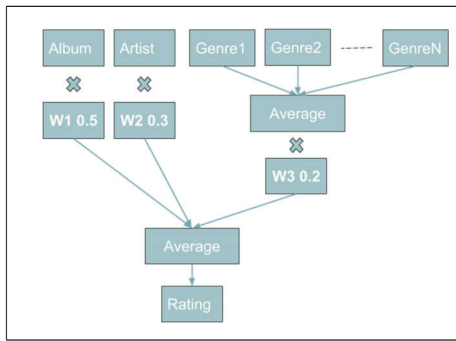 Album
Artist
Genre1
Genre2
GenreN
W1 0.5
W2 0.3
Average
W3 0.2
Average
Rating